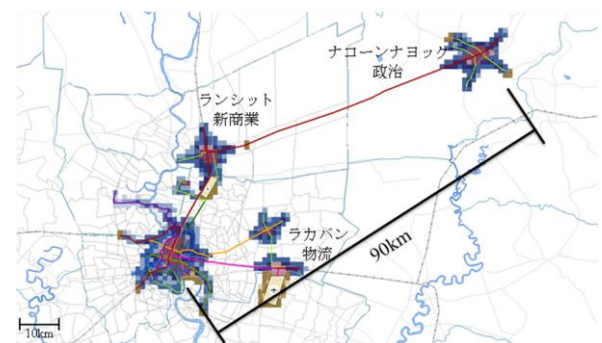 ナコーンナヨック
政治
ランシット
新商業
ラカバン
物流
90km
10km